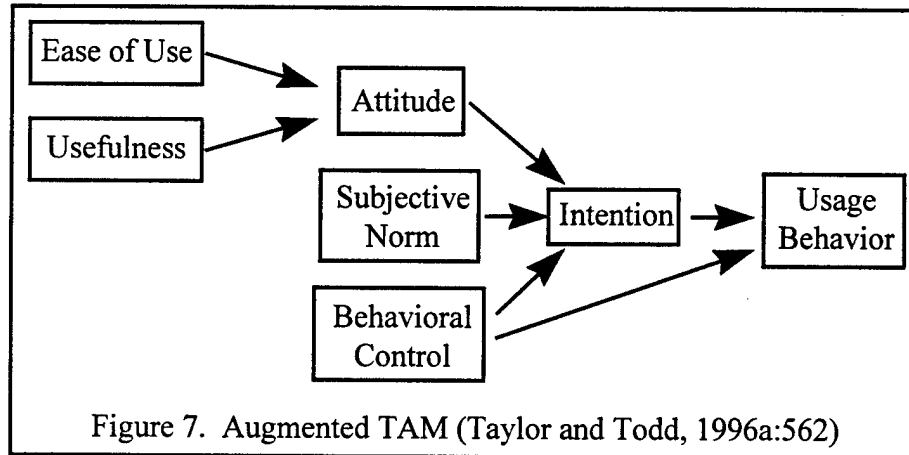 Ease of Use
Usefulness
Attitude
Subjective
Norm
Behavioral
Control
Intention
Usage
Behavior
Figure 7. Augmented TAM (Taylor and Todd, 1996a:562)